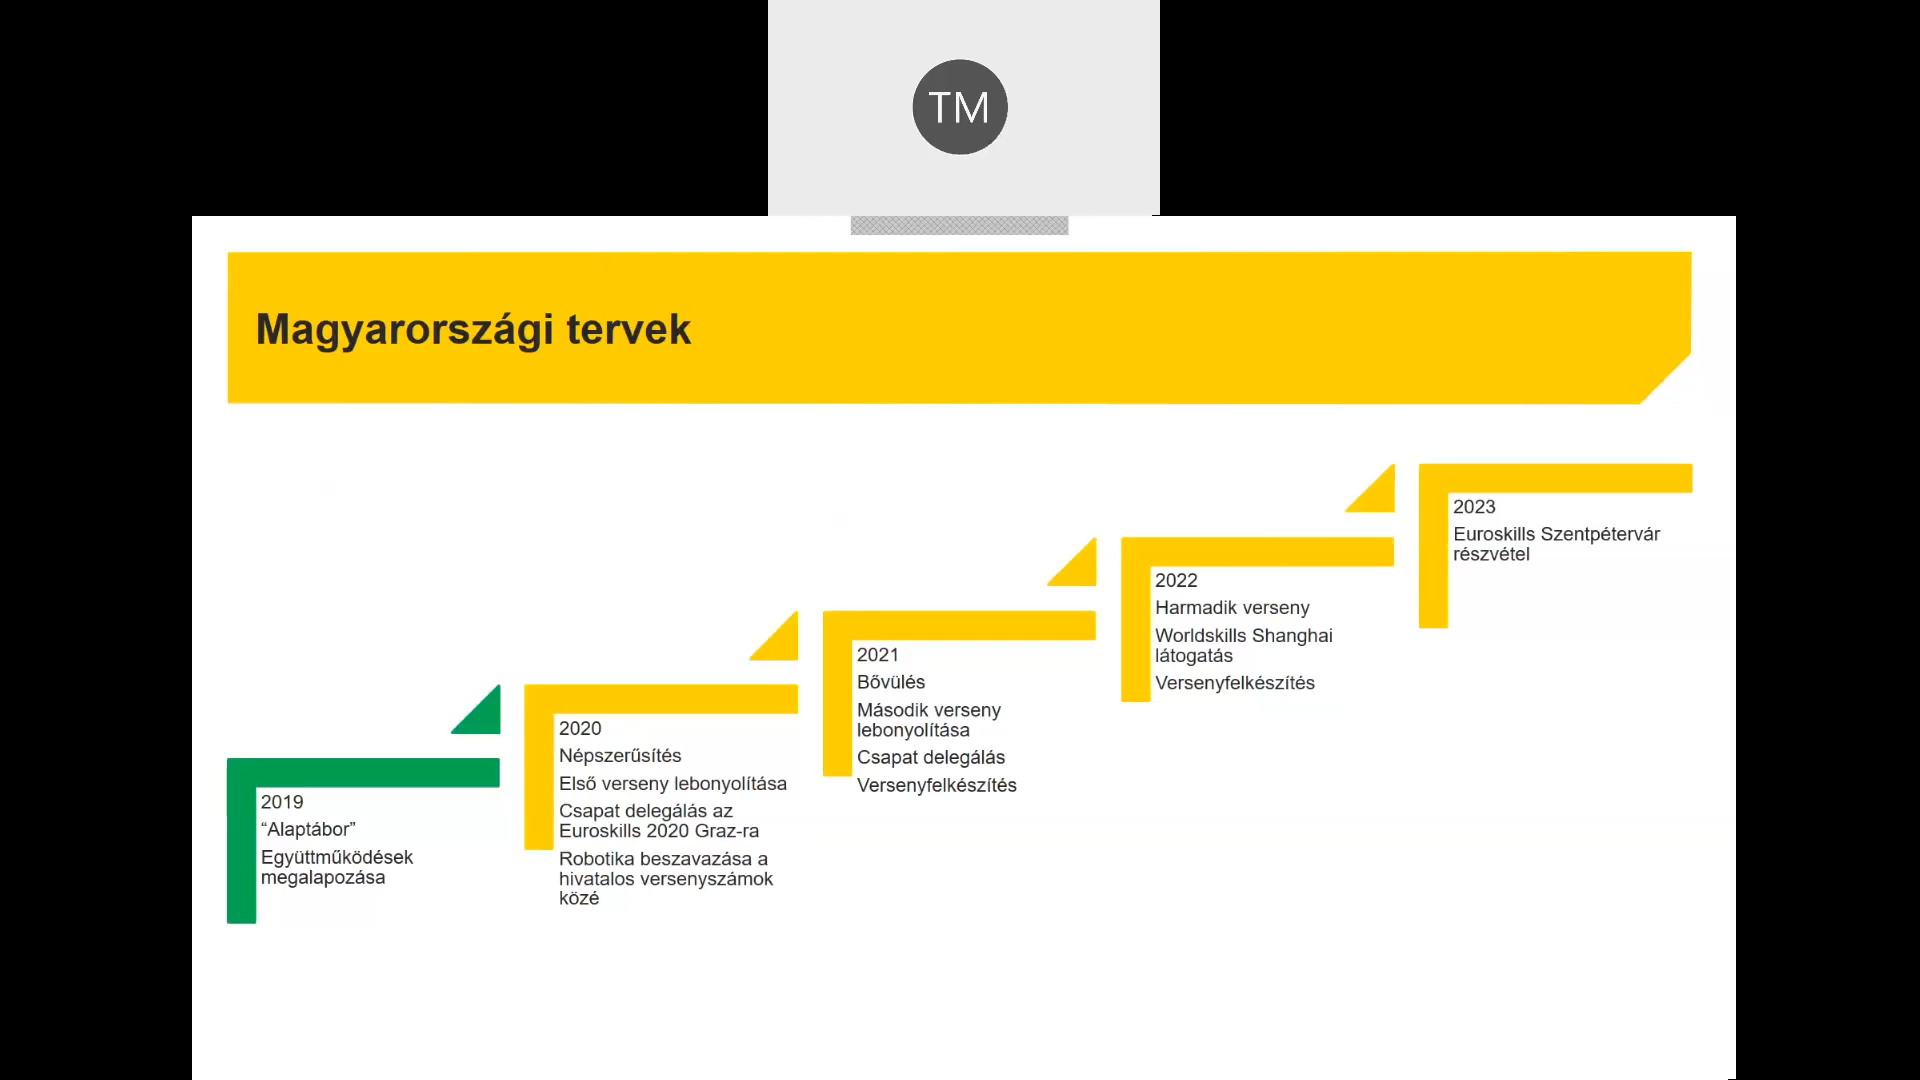 TM
Magyarországi tervek
2019
“Alaptábor”
Együttműködések
megalapozása
2020
Népszerűsítés
Első verseny lebonyolítása
Csapat delegálás az
Euroskills 2020 Graz-ra
Robotika beszavazása a
hivatalos versenyszámok
közé
2021
Bővülés
Második verseny
lebonyolítása
Csapat delegálás
Versenyfelkészítés
2022
Harmadik verseny
Worldskills Shanghai
látogatás
Versenyfelkészítés
2023
Euroskills Szentpétervár
részvétel